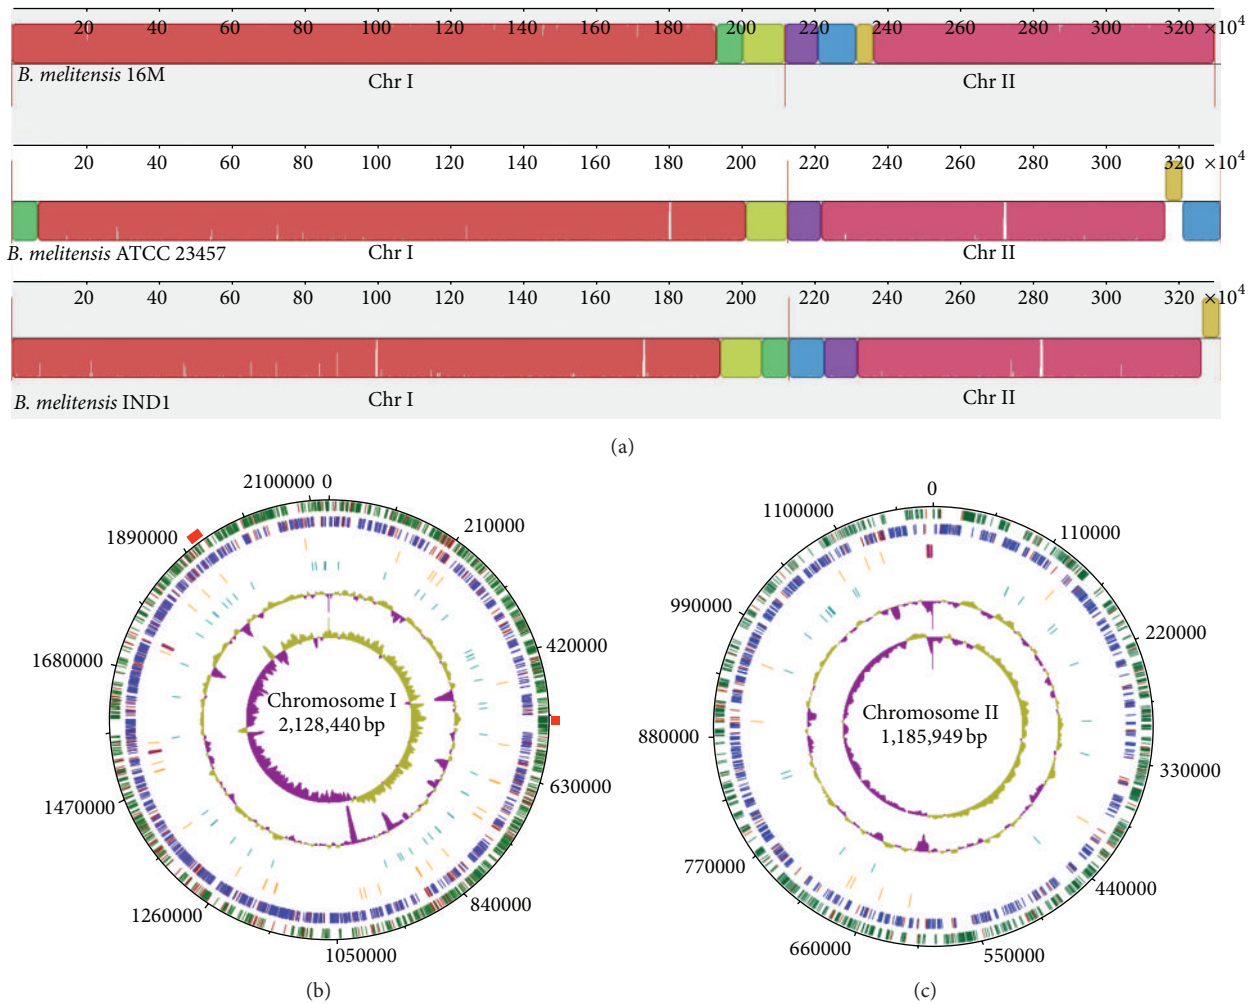 20 40 60 80 100 120 140 160 180 200 220 240 260 280 300 320 ×10⁴
B. melitensis 16M
Chr I
Chr II
20 40 60 80 100 120 140 160 180 200 220 240 260 280 300 320 ×10⁴
B. melitensis ATCC 23457
Chr I
Chr II
20 40 60 80 100 120 140 160 180 200 220 240 260 280 300 320 ×10⁴
B. melitensis IND1
Chr I
Chr II
(a)
2100000 0
210000
420000
630000
840000
1050000
1260000
1470000
1680000
1890000
Chromosome I
2,128,440 bp
(b)
0
110000
220000
330000
440000
550000
660000
770000
880000
990000
1100000
Chromosome II
1,185,949 bp
(c)